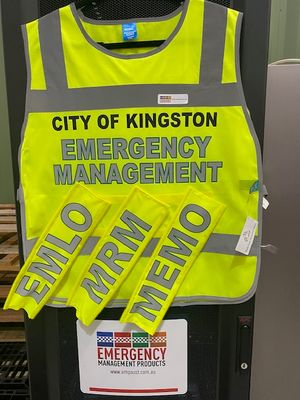 CITY OF KINGSTON
EMERGENCY
MANAGEMENT
EMLO
MRM
MEMO
EMERGENCY
MANAGEMENT PRODUCTS
www.empaust.com.au